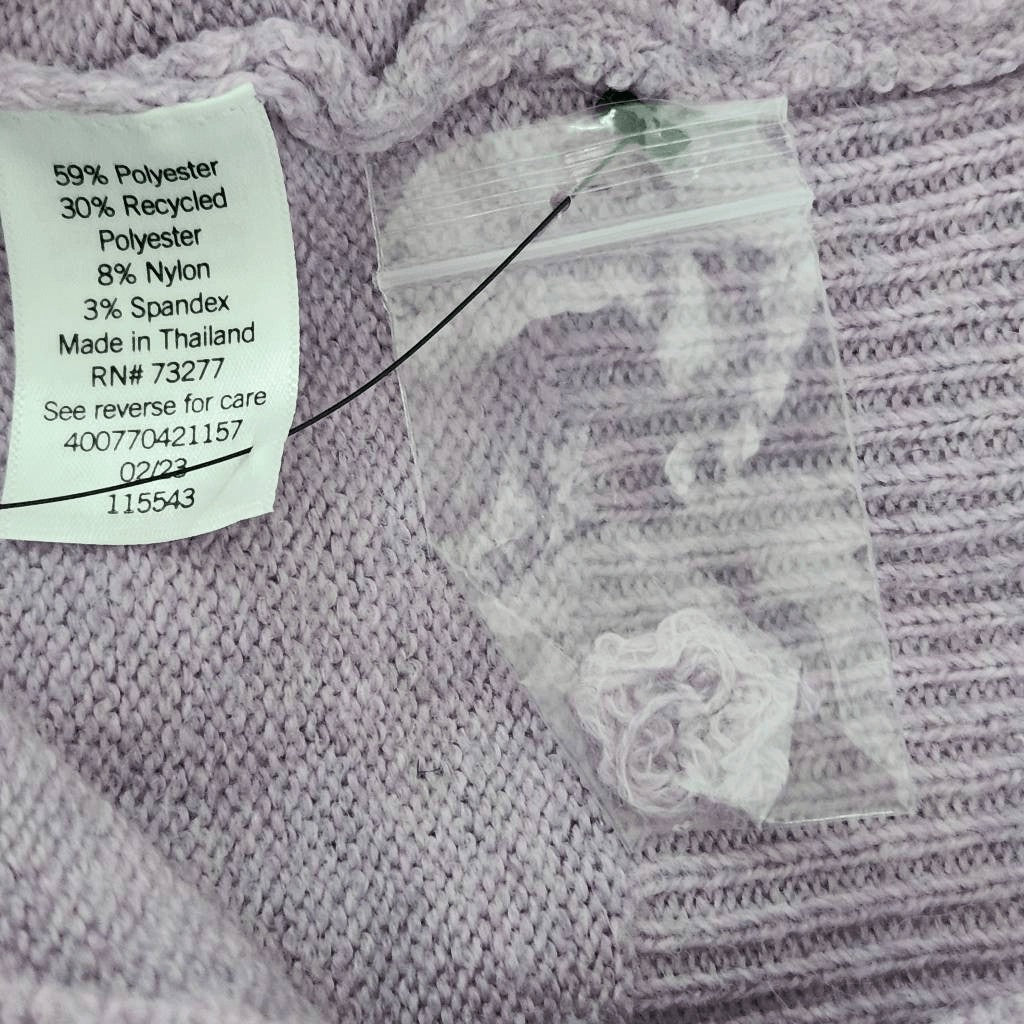 59% Polyester
30% Recycled
Polyester
8% Nylon
3% Spandex
Made in Thailand
RN# 73277
See reverse for care
400770421157
02/23
115543